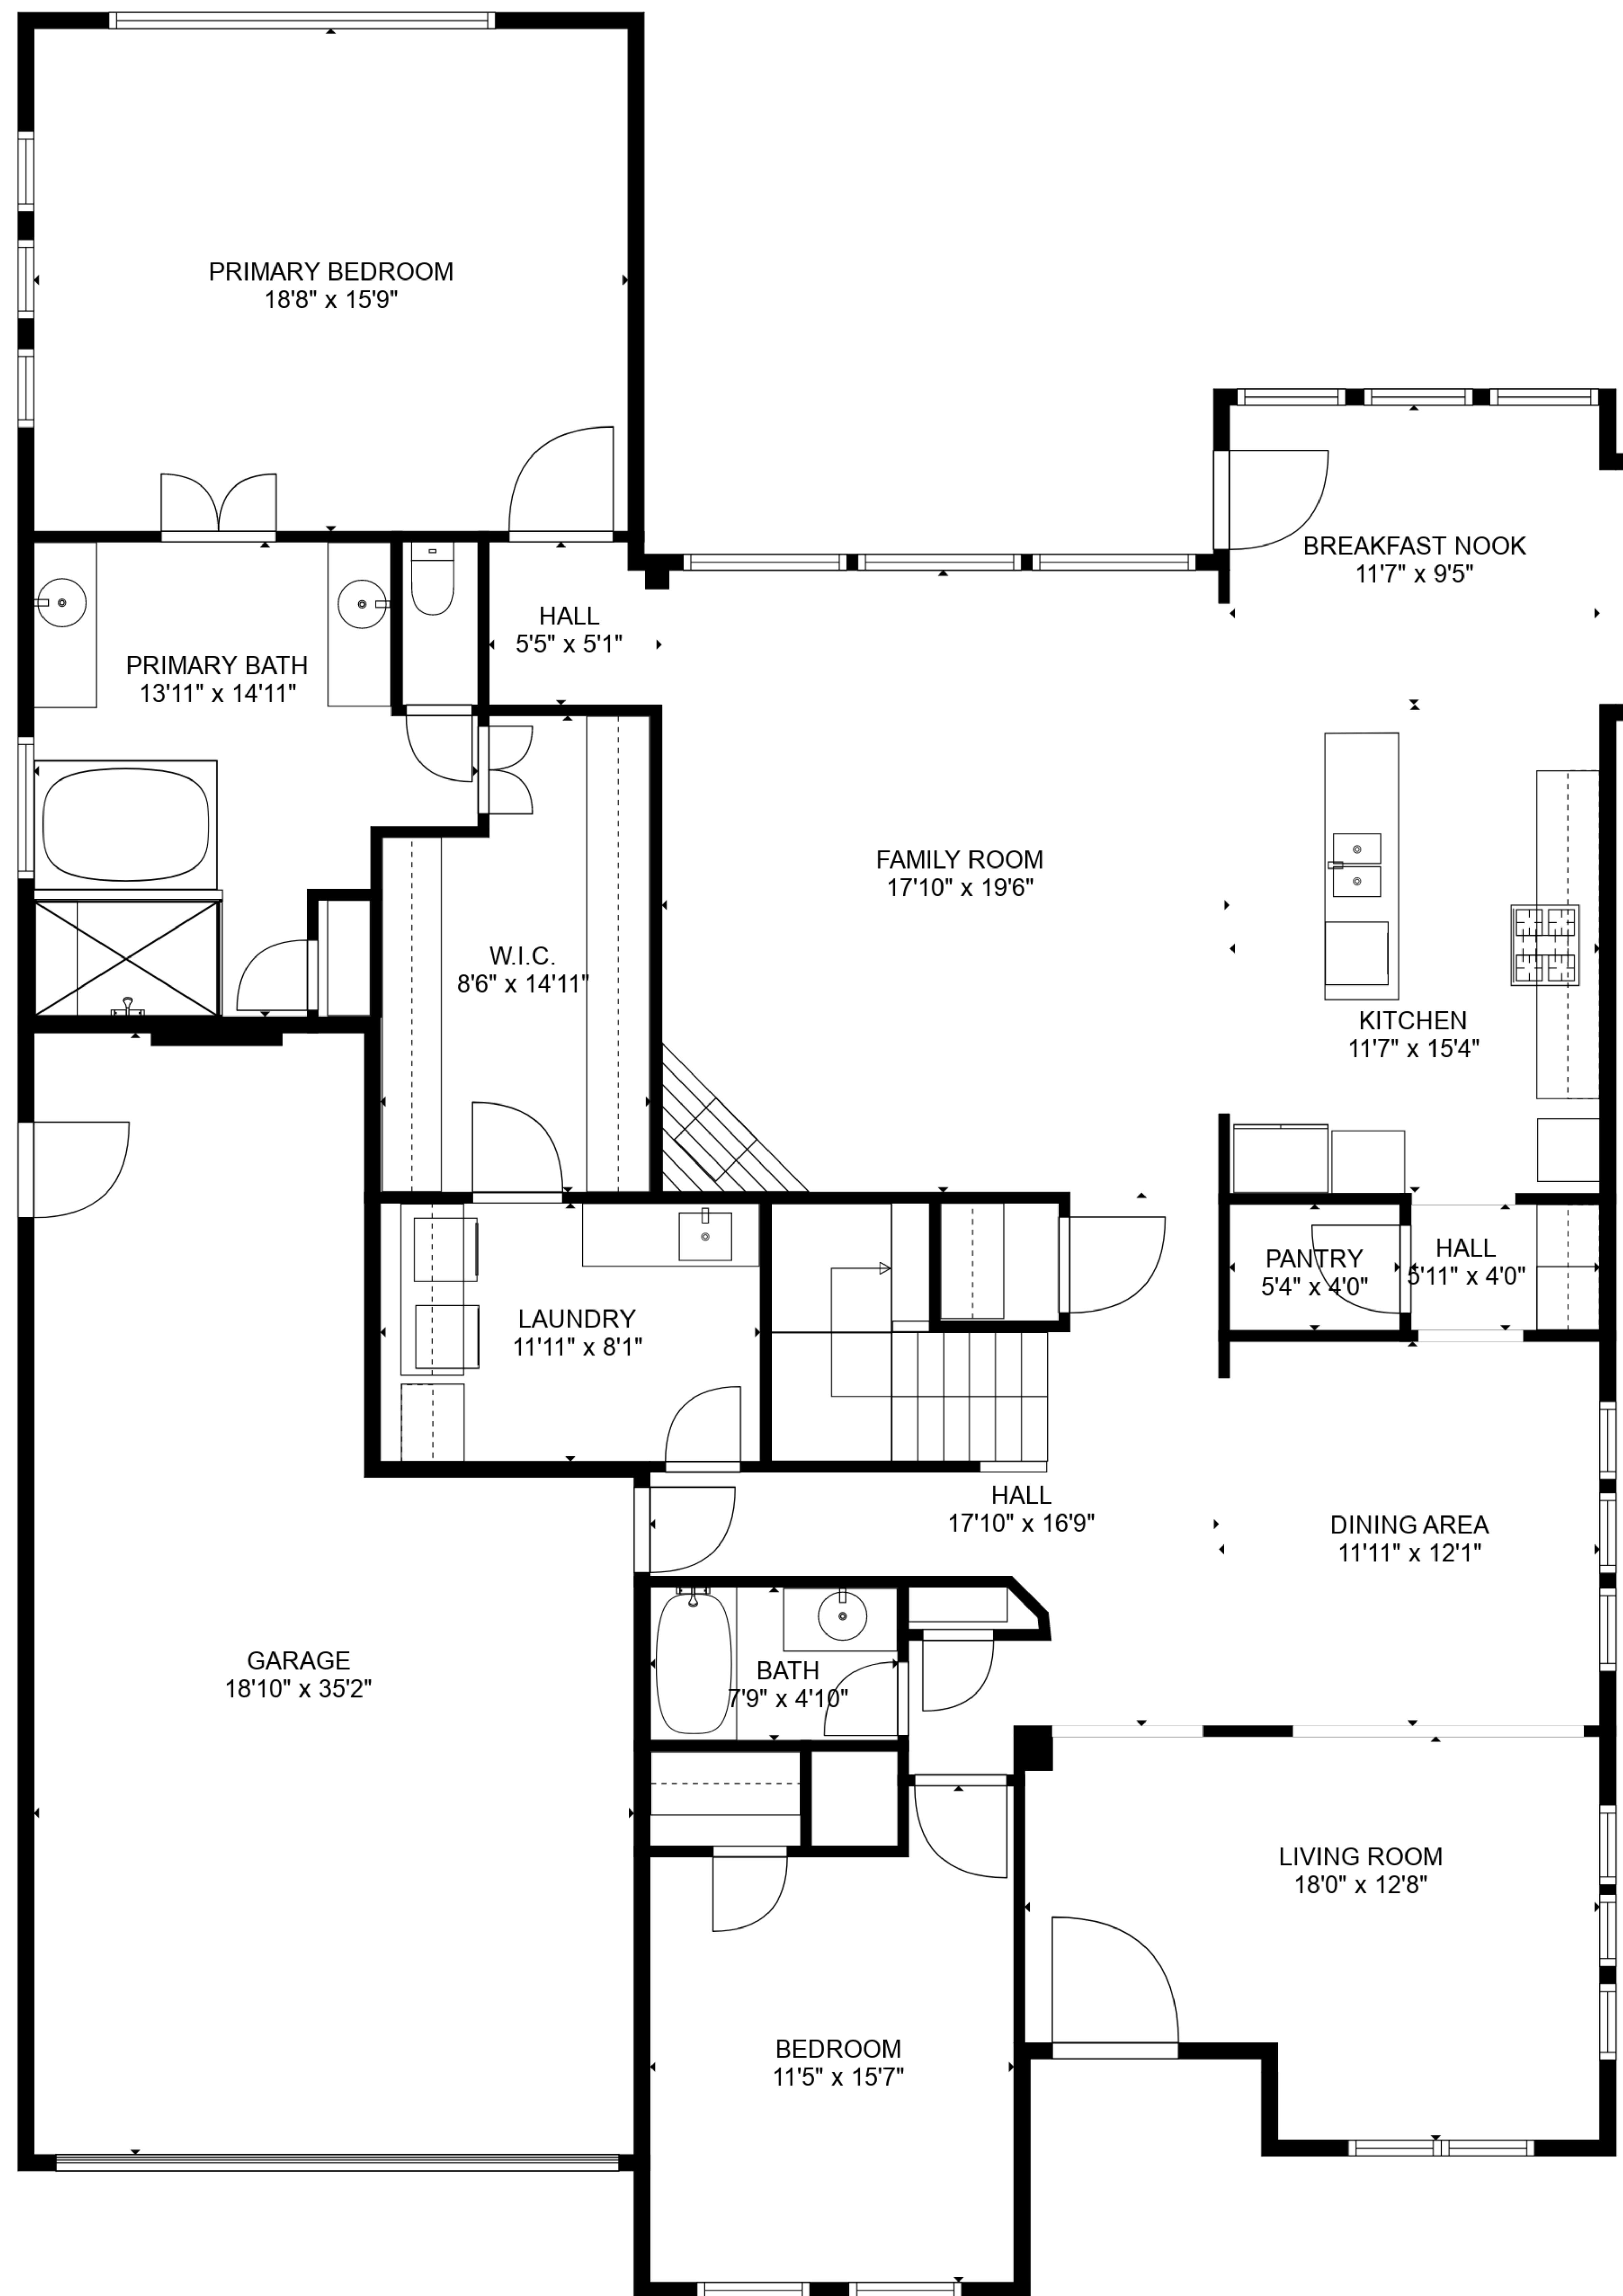 PRIMARY BEDROOM
18'8" x 15'9"
BREAKFAST NOOK
11'7" x 9'5"
HALL
5'5" x 5'1"
PRIMARY BATH
13'11" x 14'11"
FAMILY ROOM
17'10" x 19'6"
W.I.C.
8'6" x 14'11"
KITCHEN
11'7" x 15'4"
PANTRY
5'4" x 4'0"
HALL
5'11" x 4'0"
LAUNDRY
11'11" x 8'1"
HALL
17'10" x 16'9"
DINING AREA
11'11" x 12'1"
GARAGE
18'10" x 35'2"
BATH
7'9" x 4'10"
LIVING ROOM
18'0" x 12'8"
BEDROOM
11'5" x 15'7"